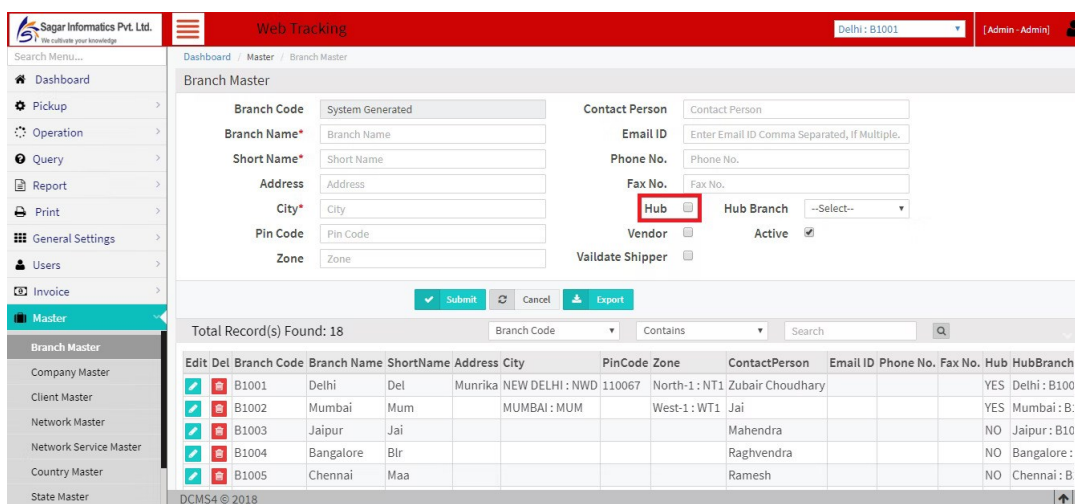 Sagar Informatics Pvt. Ltd.
We cultivate your knowledge
Web Tracking
Delhi : B1001
[ Admin - Admin]
Search Menu...
Dashboard
Pickup
Operation
Query
Report
Print
General Settings
Users
Invoice
Master
Branch Master
Company Master
Client Master
Network Master
Network Service Master
Country Master
State Master
Dashboard / Master / Branch Master
Branch Master
Branch Code System Generated Contact Person Contact Person
Branch Name* Branch Name Email ID Enter Email ID Comma Separated, If Multiple.
Short Name* Short Name Phone No. Phone No.
Address Address Fax No. Fax No.
City* City Hub Hub Branch --Select--
Pin Code Pin Code Vendor Active
Zone Zone Vaildate Shipper
Submit Cancel Export
Total Record(s) Found: 18 Branch Code Contains Search
Edit Del Branch Code Branch Name ShortName Address City PinCode Zone ContactPerson Email ID Phone No. Fax No. Hub HubBranch
B1001 Delhi Del Munrika NEW DELHI : NWD 110067 North-1 : NT1 Zubair Choudhary YES Delhi : B100
B1002 Mumbai Mum MUMBAI : MUM West-1 : WT1 Jai YES Mumbai : B:
B1003 Jaipur Jai Mahendra NO Jaipur : B10
B1004 Bangalore Blr Raghvendra NO Bangalore :
B1005 Chennai Maa Ramesh NO Chennai : B:
DCMS4 © 2018